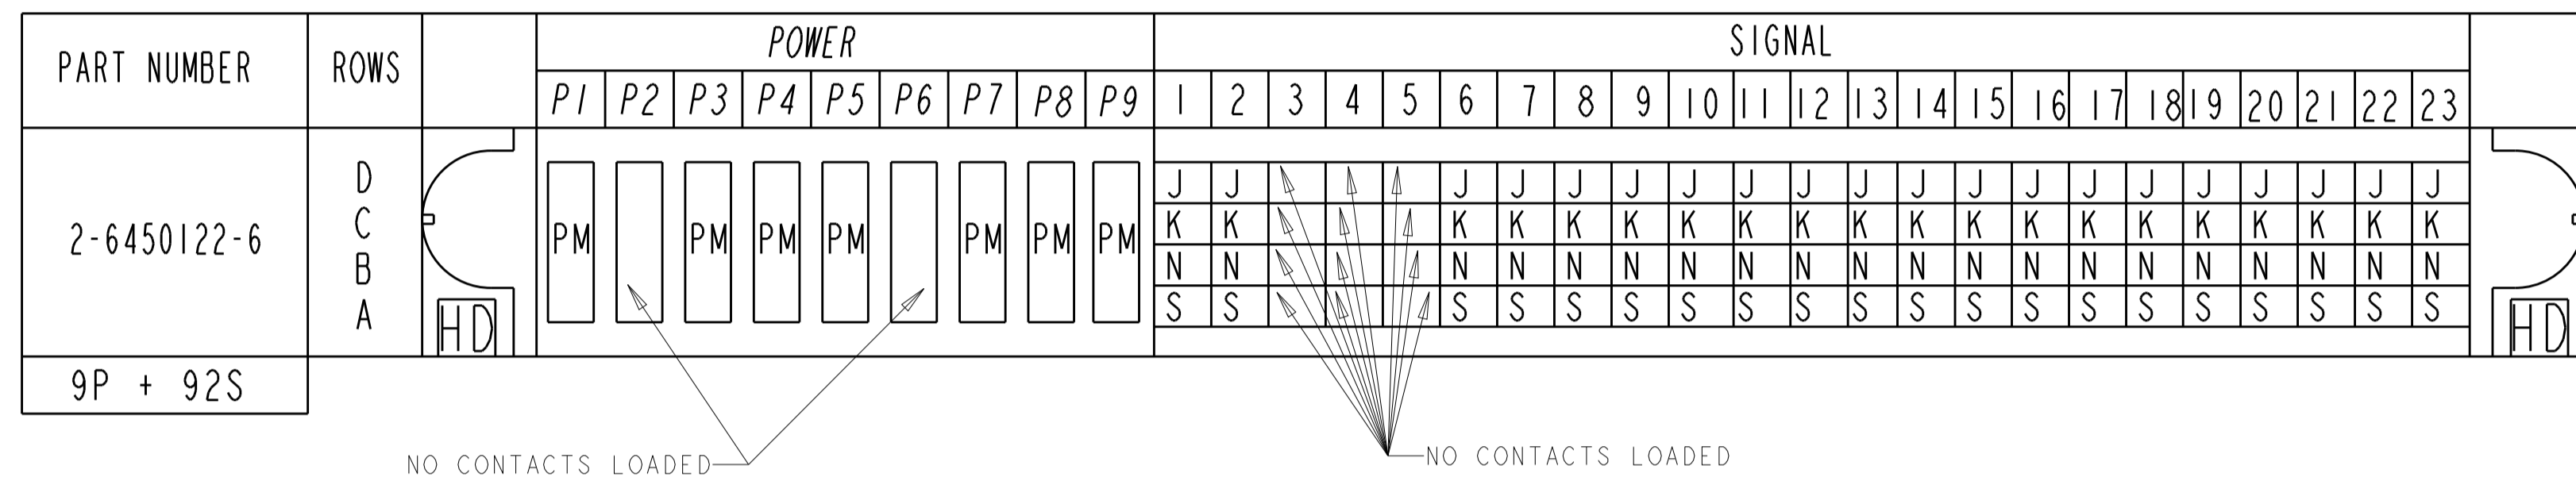 PART NUMBER ROWS POWER SIGNAL
P1 P2 P3 P4 P5 P6 P7 P8 P9 1 2 3 4 5 6 7 8 9 10 11 12 13 14 15 16 17 18 19 20 21 22 23
D J J J J J J J J J J J J J J J J J J J J
C K K K K K K K K K K K K K K K K K K K K
2-6450122-6 PM PM PM PM PM PM PM
B N N N N N N N N N N N N N N N N N N N N
A S S S S S S S S S S S S S S S S S S S S
HD HD
9P + 92S
NO CONTACTS LOADED NO CONTACTS LOADED